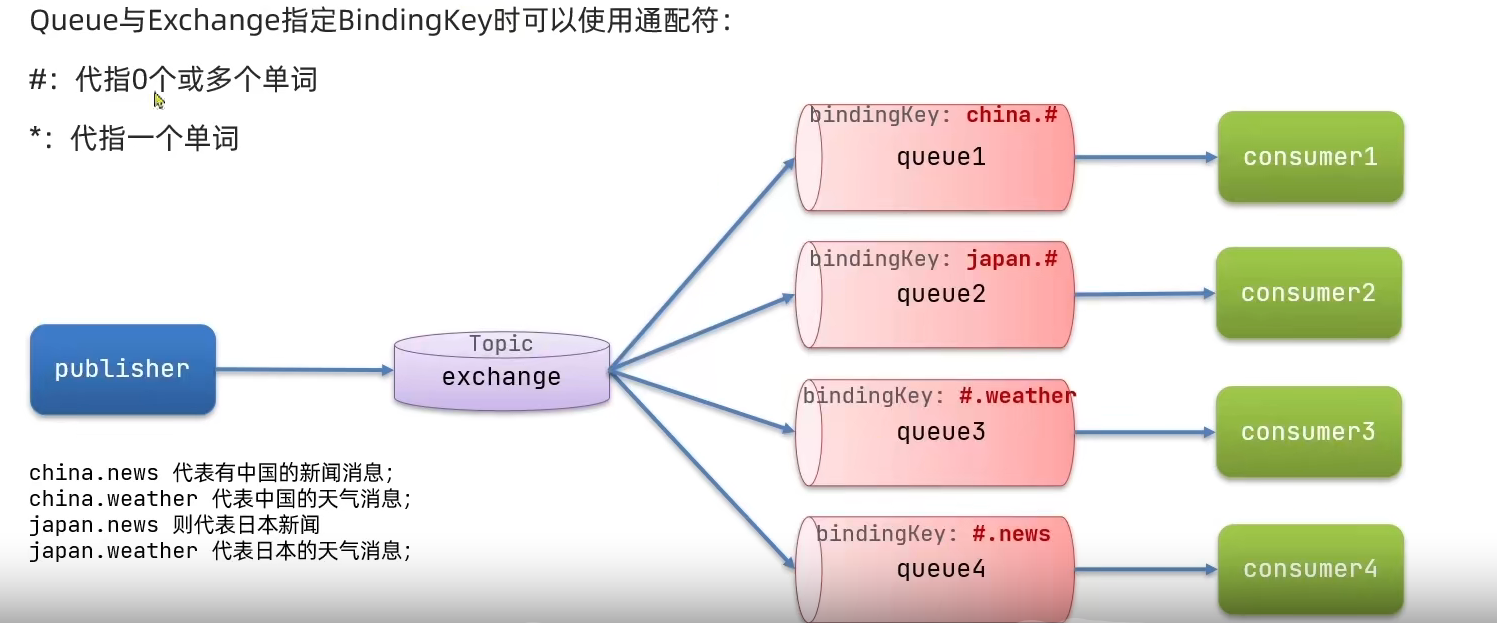 Queue与Exchange指定BindingKey时可以使用通配符：
#：代指0个或多个单词
*：代指一个单词
bindingKey: china.#
queue1
consumer1
bindingKey: japan.#
queue2
consumer2
publisher
Topic
exchange
bindingKey: #.weather
queue3
consumer3
bindingKey: #.news
queue4
consumer4
china.news 代表有中国的新闻消息;
china.weather 代表中国的天气消息;
japan.news 则代表日本新闻
japan.weather 代表日本的天气消息;